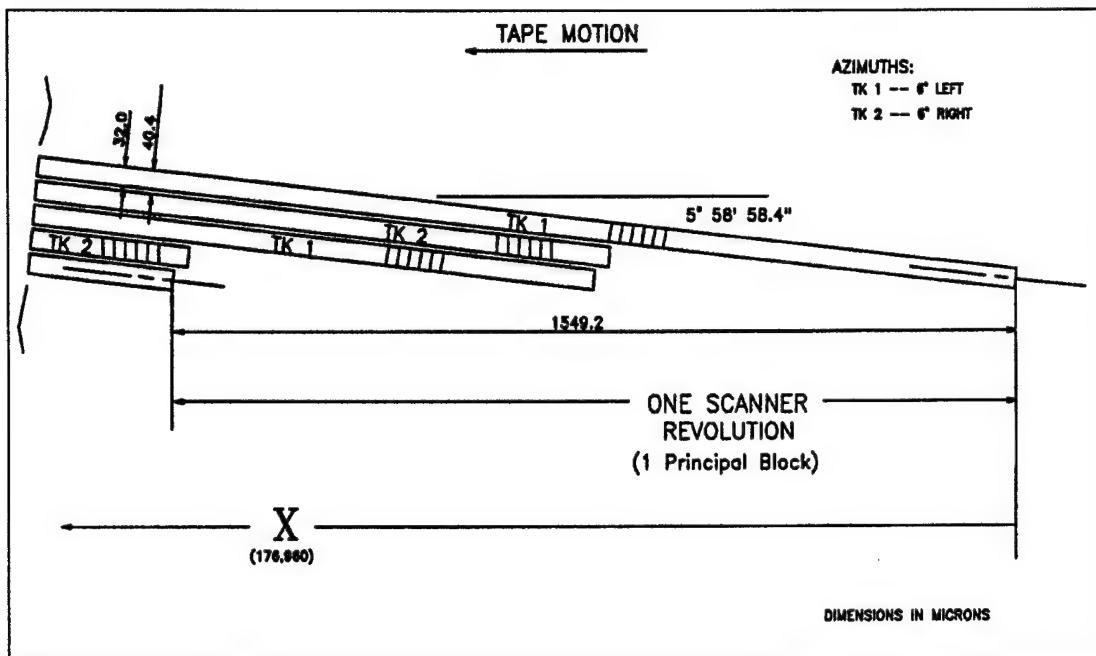 TAPE MOTION
AZIMUTHS:
TK 1 -- 6° LEFT
TK 2 -- 6° RIGHT
32.0
40.4
5° 58' 58.4"
TK 1
TK 2
TK 1
TK 2
1549.2
ONE SCANNER
REVOLUTION
(1 Principal Block)
X
(176,960)
DIMENSIONS IN MICRONS